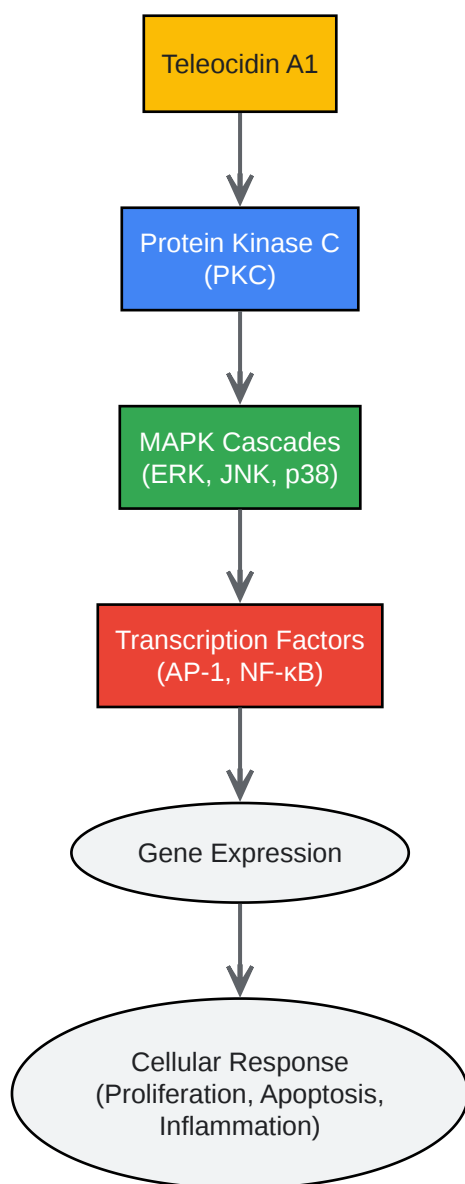 Teleocidin A1
Protein Kinase C
(PKC)
MAPK Cascades
(ERK, JNK, p38)
Transcription Factors
(AP-1, NF-κB)
Gene Expression
Cellular Response
(Proliferation, Apoptosis,
Inflammation)